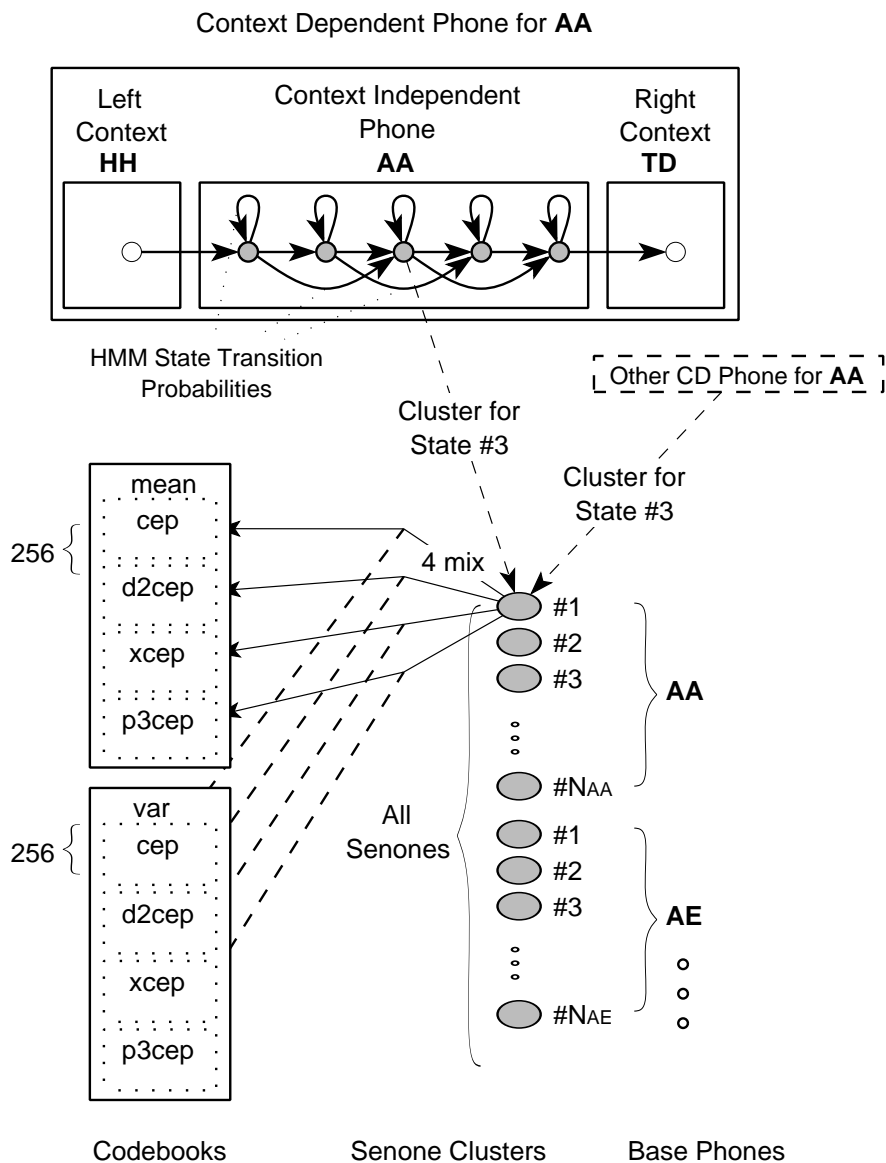 Context Dependent Phone for AA
Left
Context
HH
Context Independent
Phone
AA
Right
Context
TD
HMM State Transition
Probabilities
Other CD Phone for AA
Cluster for
State #3
Cluster for
State #3
mean
cep
d2cep
xcep
p3cep
256
4 mix
var
cep
d2cep
xcep
p3cep
256
All
Senones
#1
#2
#3
#NAA
AA
#1
#2
#3
#NAE
AE
Codebooks
Senone Clusters
Base Phones